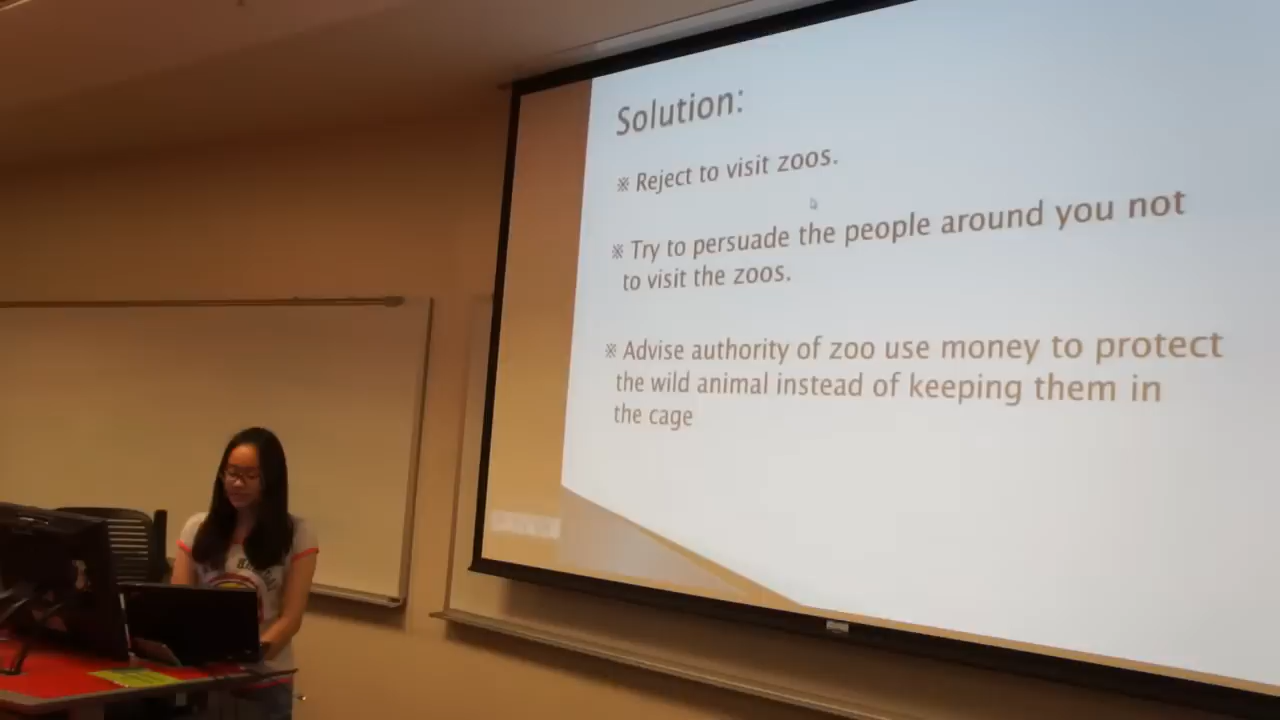 Solution:
※ Reject to visit zoos.
※ Try to persuade the people around you not
to visit the zoos.
※ Advise authority of zoo use money to protect
the wild animal instead of keeping them in
the cage